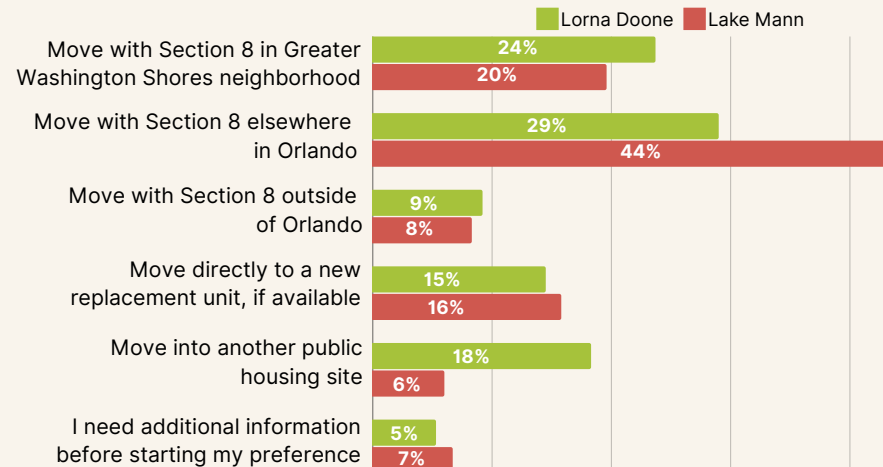 Lorna Doone Lake Mann
Move with Section 8 in Greater
Washington Shores neighborhood
24%
20%
Move with Section 8 elsewhere
in Orlando
29%
44%
Move with Section 8 outside
of Orlando
9%
8%
Move directly to a new
replacement unit, if available
15%
16%
Move into another public
housing site
18%
6%
I need additional information
before starting my preference
5%
7%